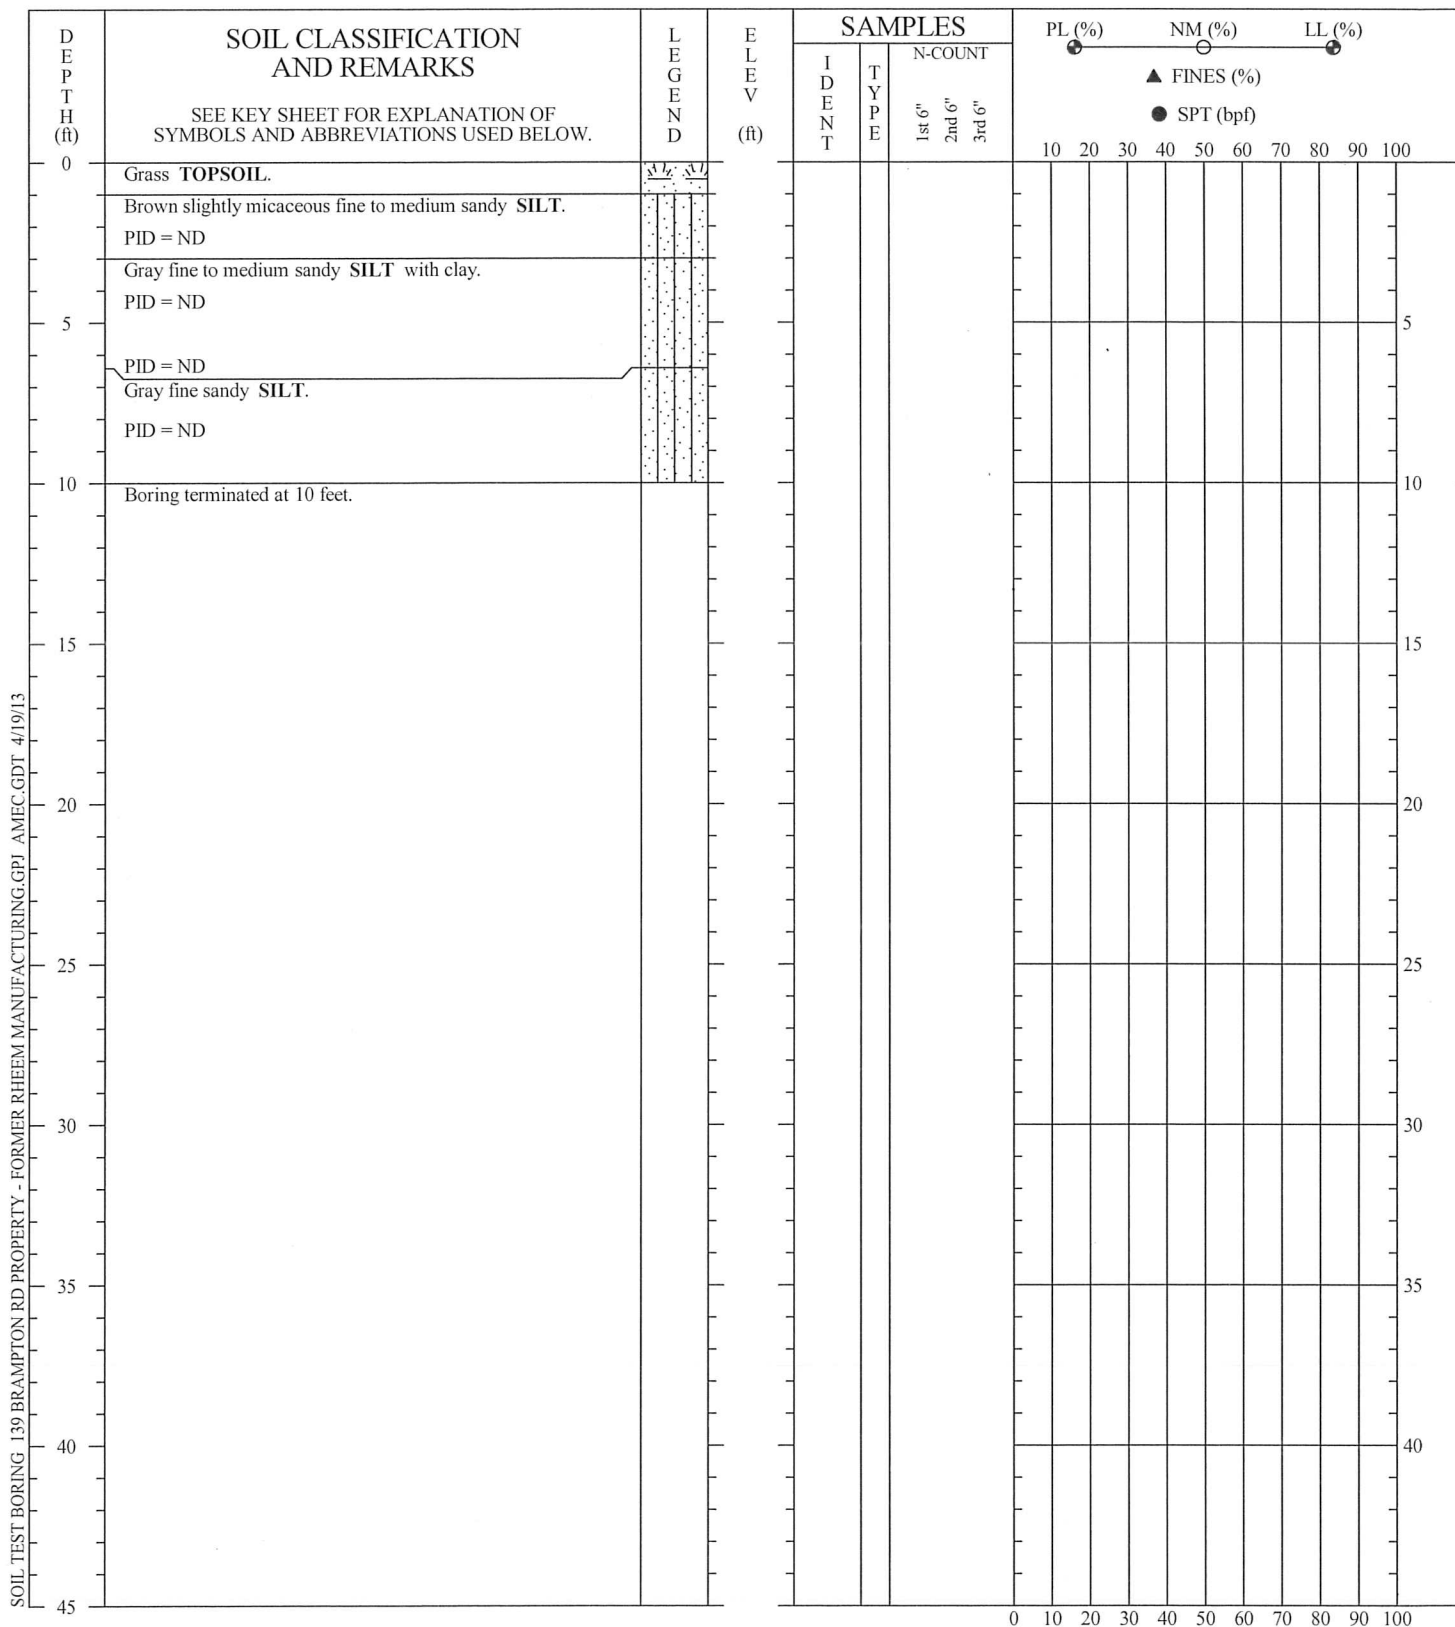 DEPTH
(ft)
SOIL CLASSIFICATION
AND REMARKS
SEE KEY SHEET FOR EXPLANATION OF
SYMBOLS AND ABBREVIATIONS USED BELOW.
LEGEND
ELEV
(ft)
SAMPLES
IDENT
TYPE
N-COUNT
1st 6"
2nd 6"
3rd 6"
PL (%)
NM (%)
LL (%)
▲ FINES (%)
● SPT (bpf)
10 20 30 40 50 60 70 80 90 100
0
Grass TOPSOIL.
Brown slightly micaceous fine to medium sandy SILT.
PID = ND
Gray fine to medium sandy SILT with clay.
PID = ND
5 5
PID = ND
Gray fine sandy SILT.
PID = ND
10 10
Boring terminated at 10 feet.
15 15
20 20
25 25
30 30
35 35
40 40
45
0 10 20 30 40 50 60 70 80 90 100
SOIL TEST BORING 139 BRAMPTON RD PROPERTY - FORMER RHEEM MANUFACTURING.GPJ AMEC.GDT 4/19/13